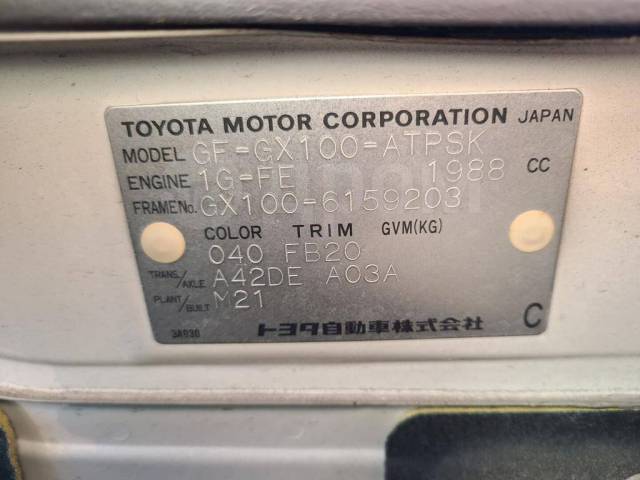 TOYOTA MOTOR CORPORATION JAPAN
MODEL GF-GX100-ATPSK
ENGINE 1G-FE 1988 CC
FRAME No. GX100-6159203
COLOR TRIM GVM(KG)
040 FB20
TRANS./AXLE A42DE A03A
PLANT/BUILT M21
3A030 トヨタ自動車株式会社 C